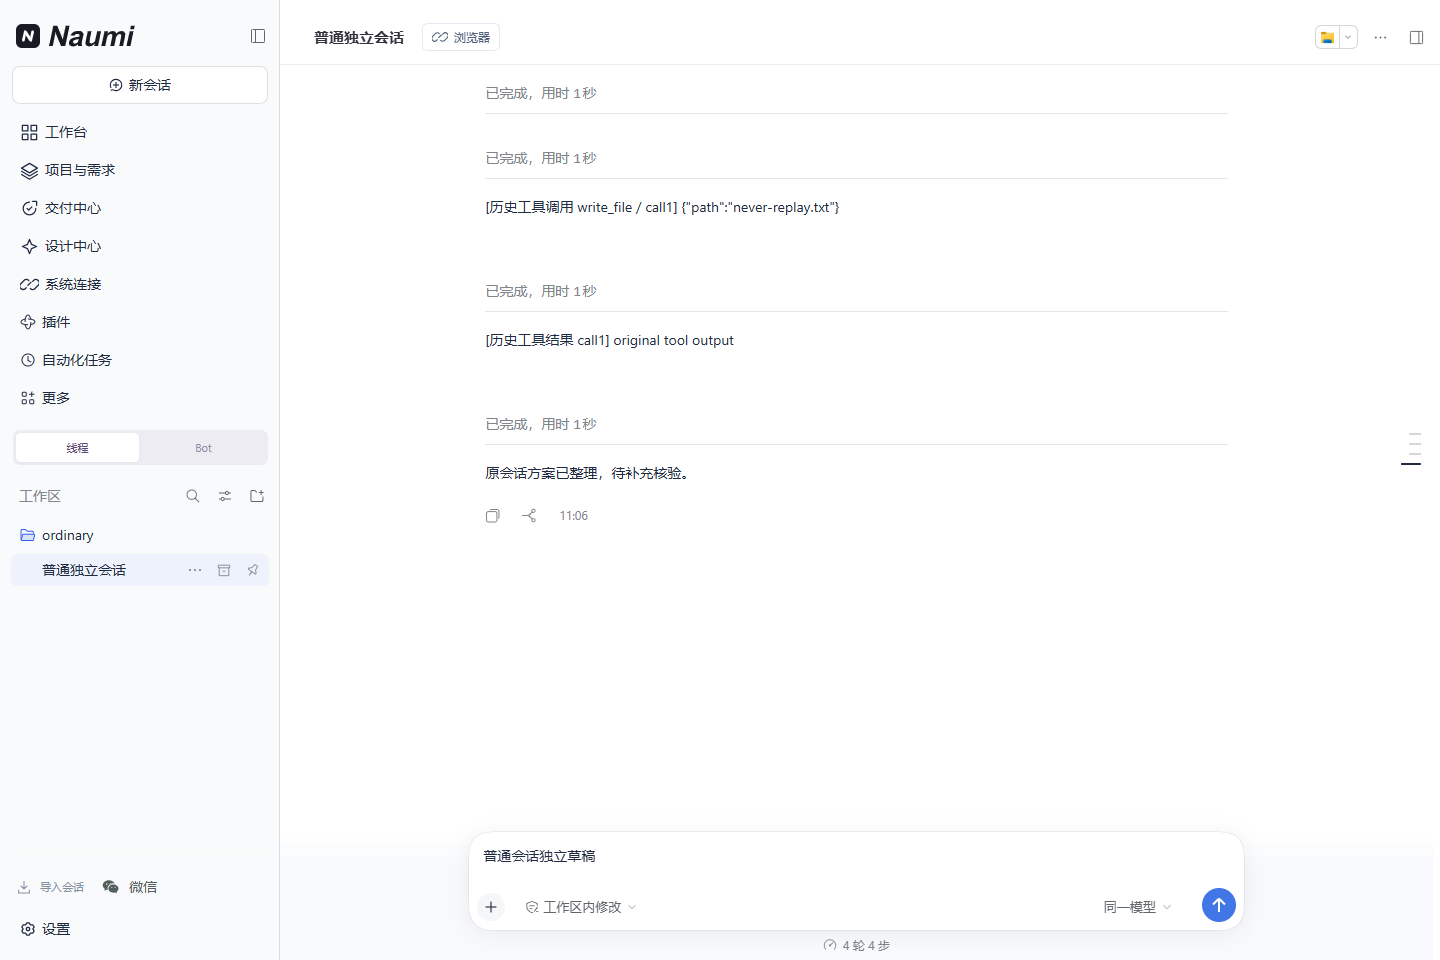 Naumi
新会话
工作台
项目与需求
交付中心
设计中心
系统连接
插件
自动化任务
更多
线程
Bot
工作区
ordinary
普通独立会话
导入会话
微信
设置
普通独立会话
浏览器
已完成，用时 1秒
已完成，用时 1秒
[历史工具调用 write_file / call1] {"path":"never-replay.txt"}
已完成，用时 1秒
[历史工具结果 call1] original tool output
已完成，用时 1秒
原会话方案已整理，待补充核验。
11:06
普通会话独立草稿
工作区内修改
同一模型
4 轮 4 步